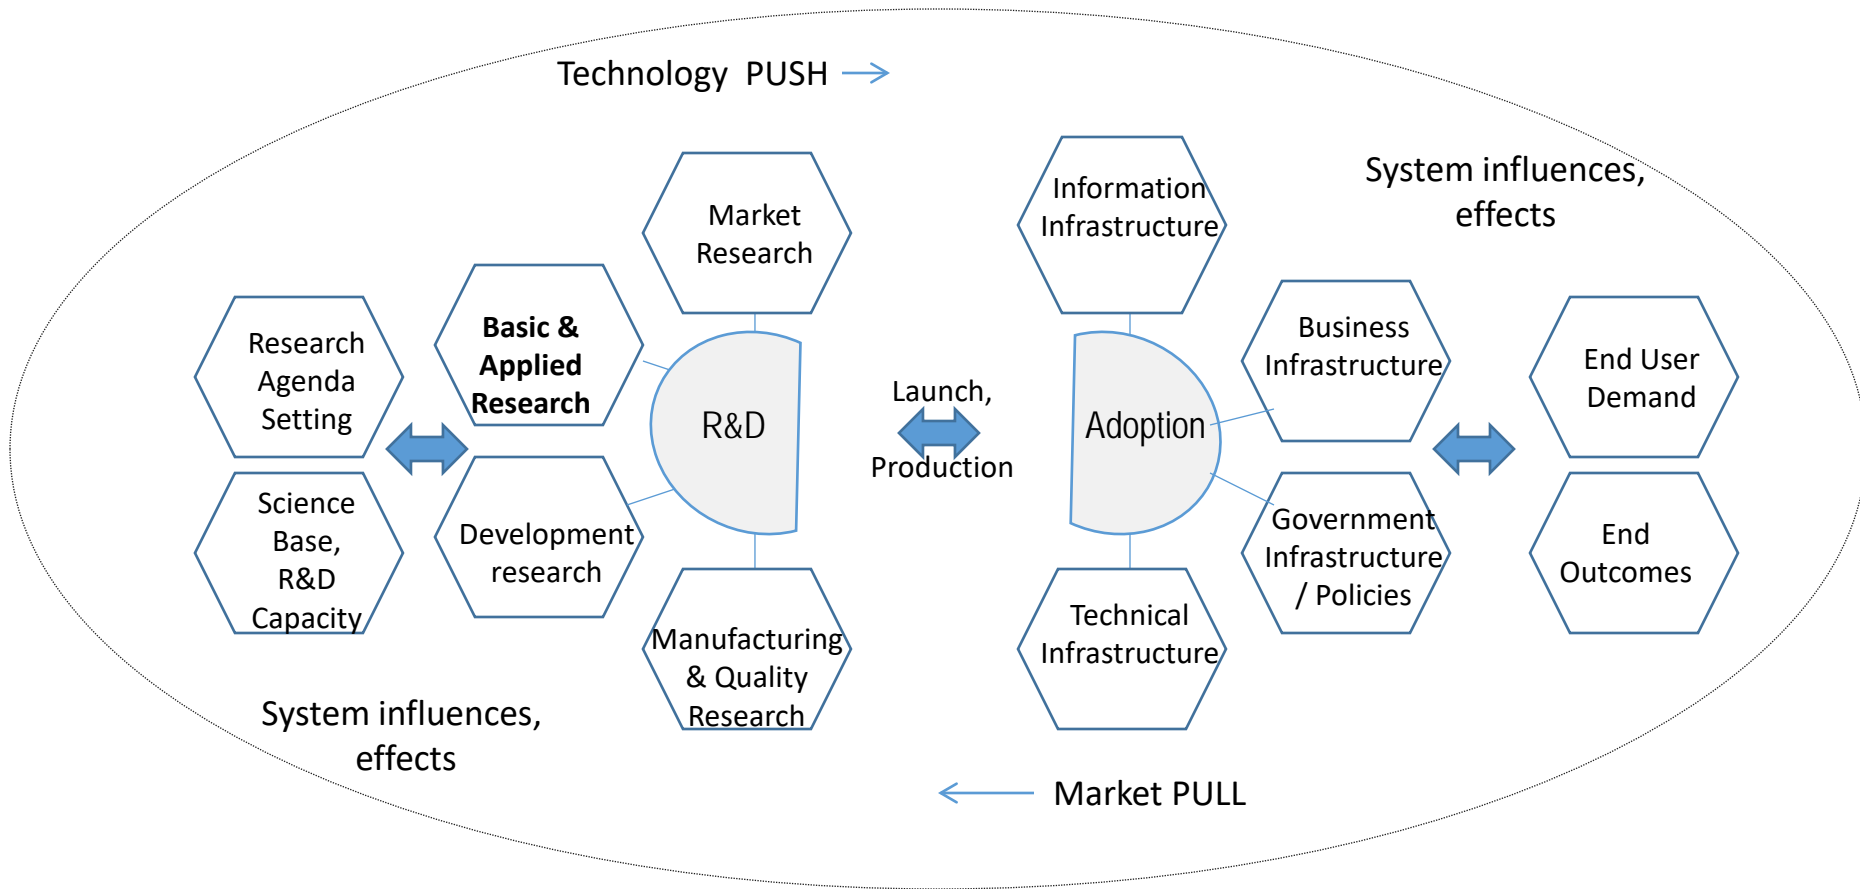 Technology PUSH
System influences,
effects
Market
Research
Information
Infrastructure
Basic &
Applied
Research
Research
Agenda
Setting
R&D
Launch,
Production
Adoption
Business
Infrastructure
End User
Demand
Science
Base,
R&D
Capacity
Development
research
Government
Infrastructure
/ Policies
End
Outcomes
Manufacturing
& Quality
Research
Technical
Infrastructure
System influences,
effects
Market PULL